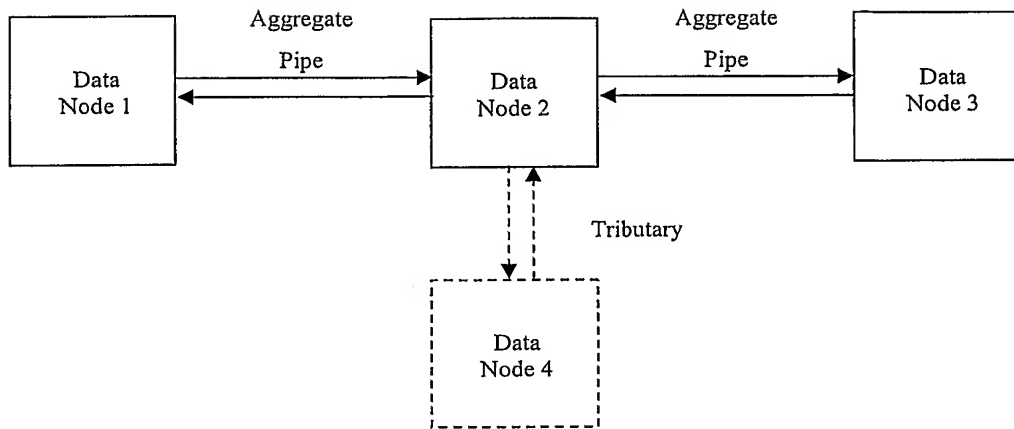 Aggregate
Pipe
Aggregate
Pipe
Data
Node 1
Data
Node 2
Data
Node 3
Tributary
Data
Node 4